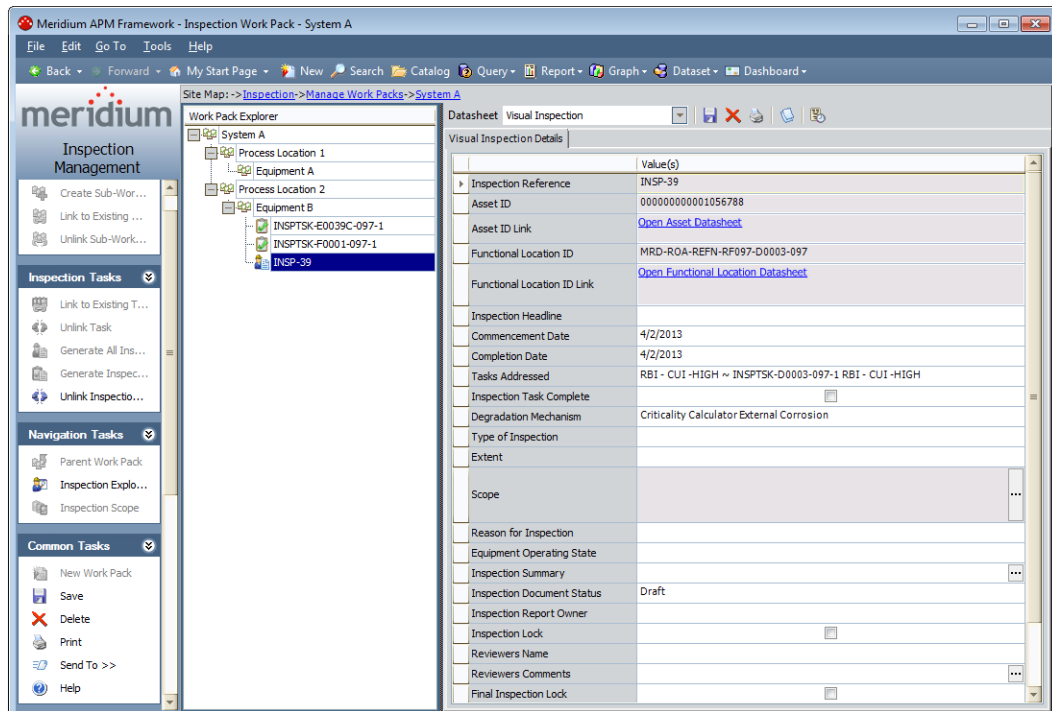 Meridium APM Framework - Inspection Work Pack - System A
File Edit Go To Tools Help
Back Forward My Start Page New Search Catalog Query Report Graph Dataset Dashboard
meridium
Inspection
Management
Create Sub-Wor...
Link to Existing ...
Unlink Sub-Work...
Inspection Tasks
Link to Existing T...
Unlink Task
Generate All Ins...
Generate Inspec...
Unlink Inspectio...
Navigation Tasks
Parent Work Pack
Inspection Explo...
Inspection Scope
Common Tasks
New Work Pack
Save
Delete
Print
Send To >>
Help
Site Map: ->Inspection->Manage Work Packs->System A
Work Pack Explorer
System A
Process Location 1
Equipment A
Process Location 2
Equipment B
INSPTSK-E0039C-097-1
INSPTSK-F0001-097-1
INSP-39
Datasheet Visual Inspection
Visual Inspection Details
Value(s)
Inspection Reference INSP-39
Asset ID 000000000001056788
Asset ID Link Open Asset Datasheet
Functional Location ID MRD-ROA-REFN-RF097-D0003-097
Functional Location ID Link Open Functional Location Datasheet
Inspection Headline
Commencement Date 4/2/2013
Completion Date 4/2/2013
Tasks Addressed RBI - CUI -HIGH ~ INSPTSK-D0003-097-1 RBI - CUI -HIGH
Inspection Task Complete
Degradation Mechanism Criticality Calculator External Corrosion
Type of Inspection
Extent
Scope ...
Reason for Inspection
Equipment Operating State
Inspection Summary ...
Inspection Document Status Draft
Inspection Report Owner
Inspection Lock
Reviewers Name
Reviewers Comments ...
Final Inspection Lock